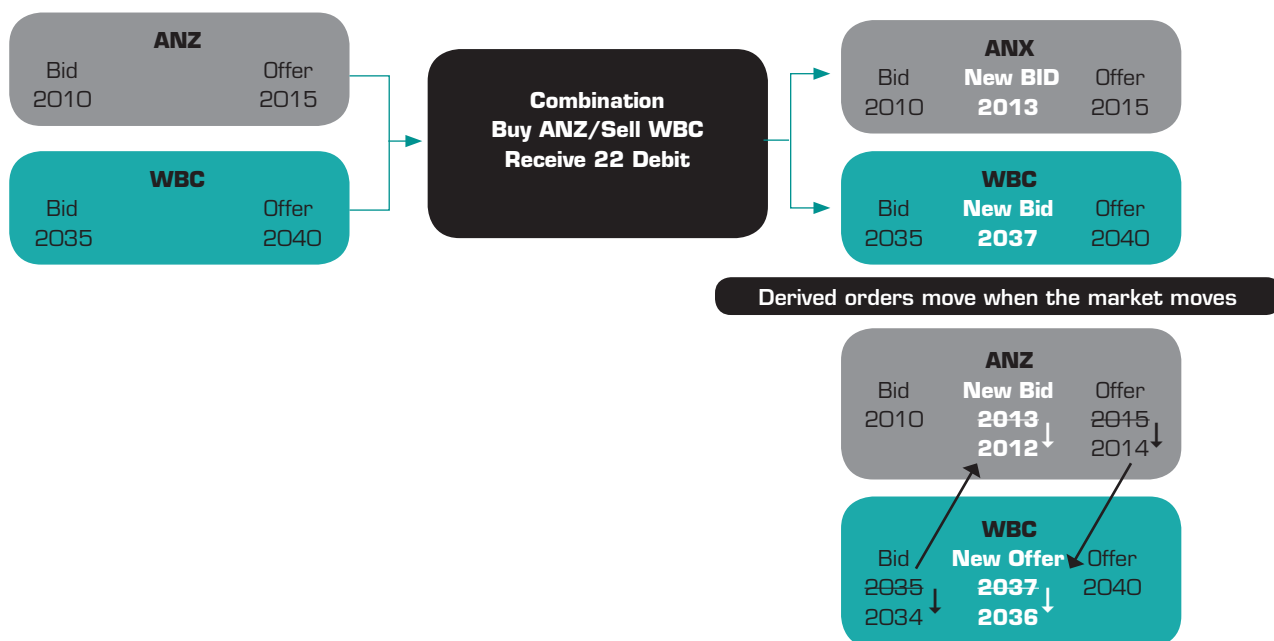 ANZ
Bid Offer
2010 2015
WBC
Bid Offer
2035 2040
Combination
Buy ANZ/Sell WBC
Receive 22 Debit
ANX
Bid New BID Offer
2010 2013 2015
WBC
Bid New Bid Offer
2035 2037 2040
Derived orders move when the market moves
ANZ
Bid New Bid Offer
2010 2013 2015
2012 2014
WBC
Bid New Offer Offer
2035 2037 2040
2034 2036